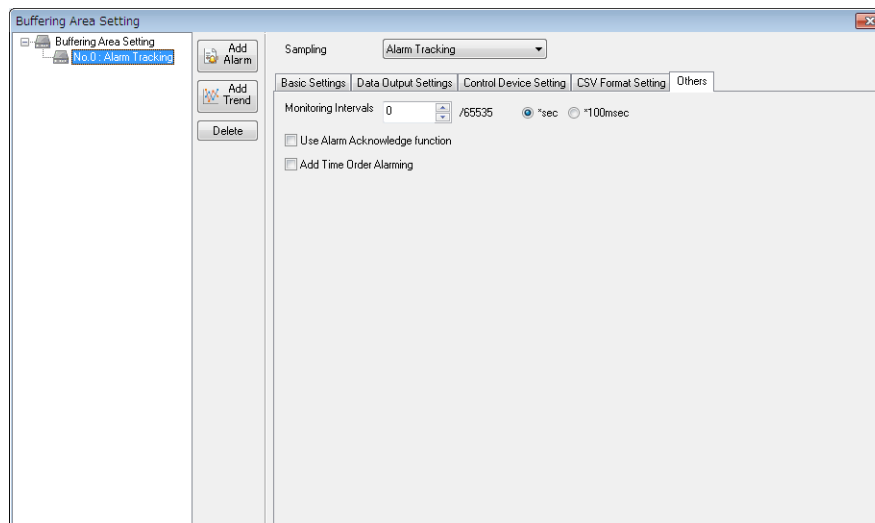 Buffering Area Setting
Buffering Area Setting
No.0 : Alarm Tracking
Add
Alarm
Add
Trend
Delete
Sampling Alarm Tracking
Basic Settings Data Output Settings Control Device Setting CSV Format Setting Others
Monitoring Intervals 0 /65535 *sec *100msec
Use Alarm Acknowledge function
Add Time Order Alarming